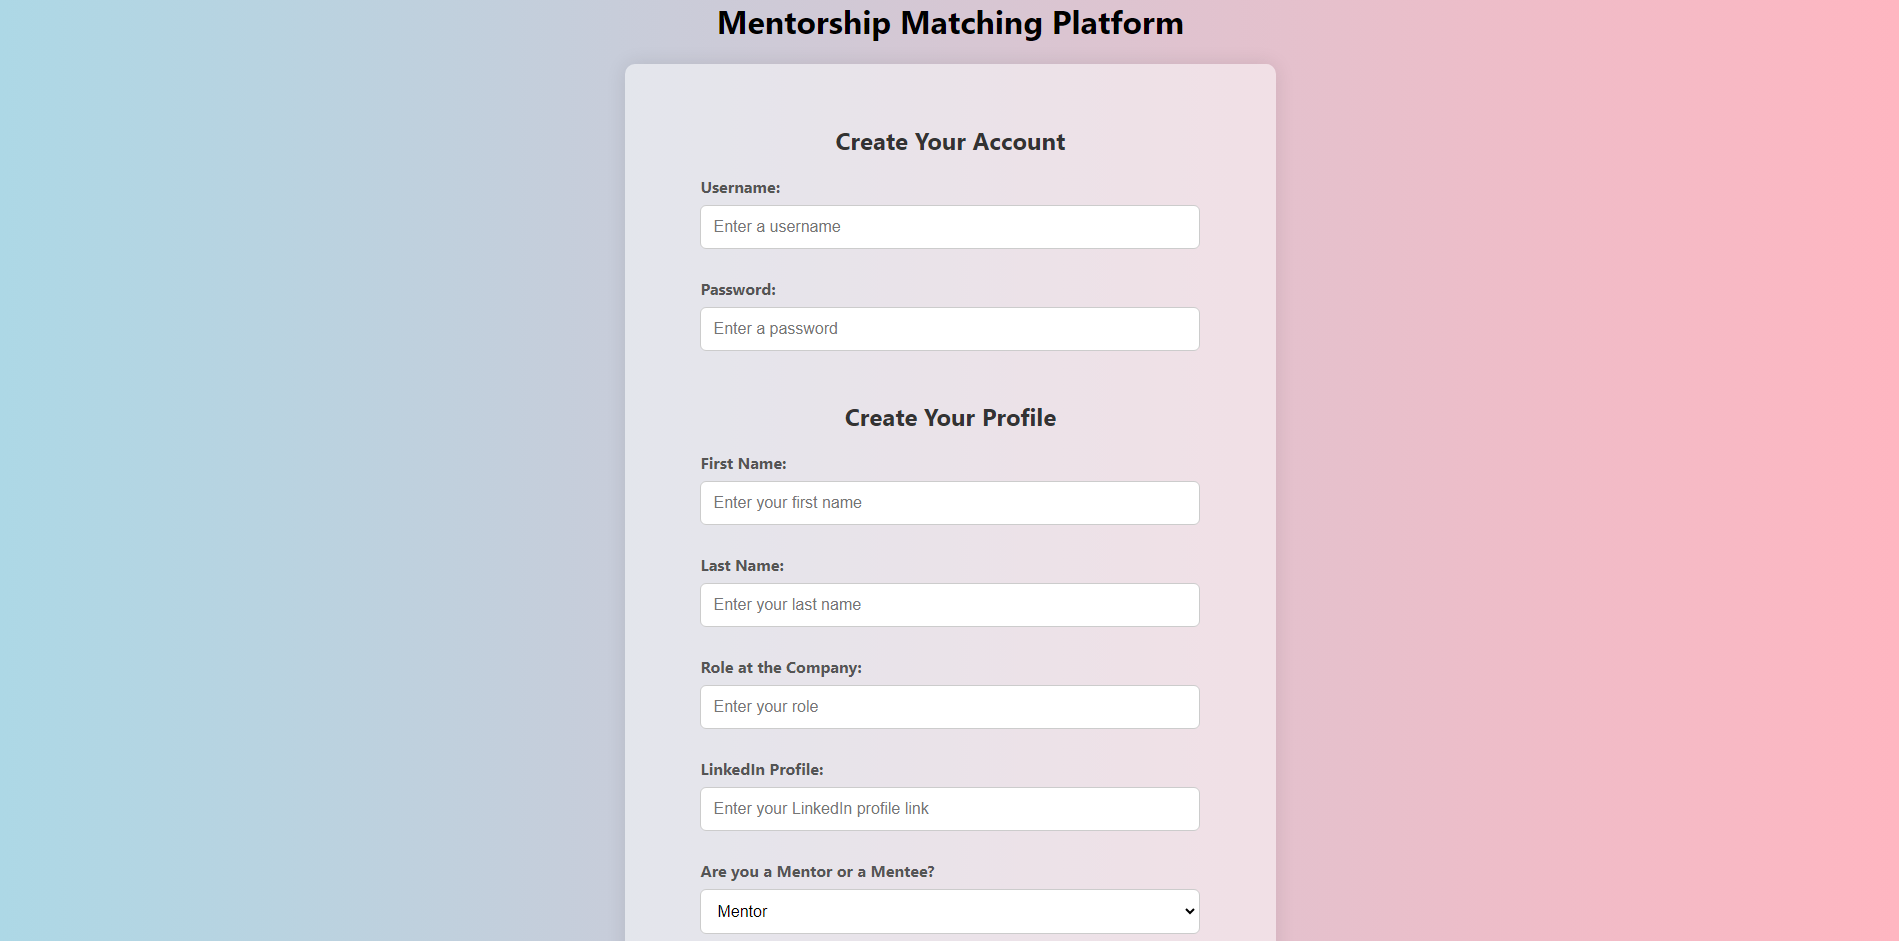 Mentorship Matching Platform
Create Your Account
Username:
Enter a username
Password:
Enter a password
Create Your Profile
First Name:
Enter your first name
Last Name:
Enter your last name
Role at the Company:
Enter your role
LinkedIn Profile:
Enter your LinkedIn profile link
Are you a Mentor or a Mentee?
Mentor